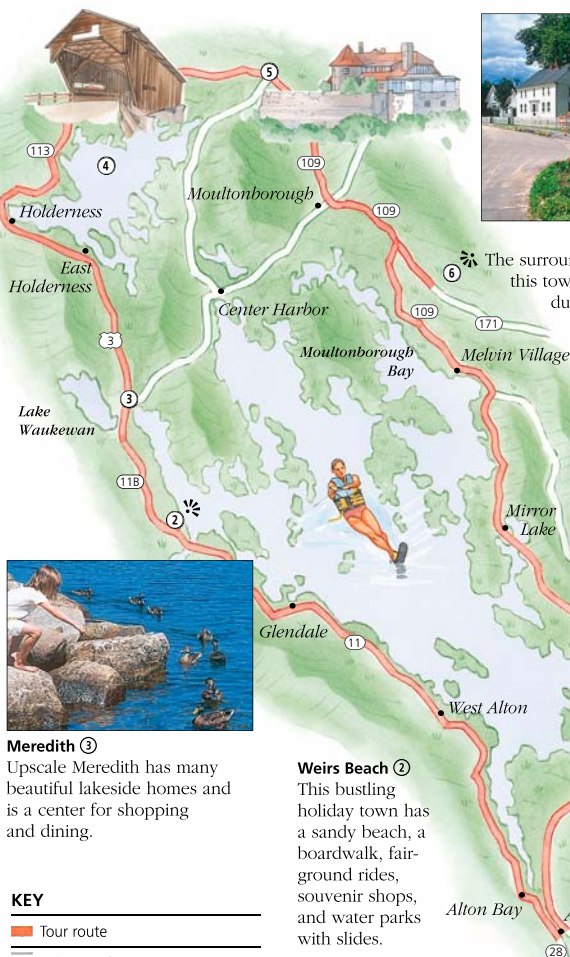 5
113
4
109
Moultonborough
109
Holderness
6
The surrou
this tow
du
East
Holderness
Center Harbor
109
171
3
Moultonborough
Bay
Melvin Village
3
Lake
Waukewan
11B
2
Mirror
Lake
Glendale
11
West Alton
Meredith 3
Upscale Meredith has many
beautiful lakeside homes and
is a center for shopping
and dining.
Weirs Beach 2
This bustling
holiday town has
a sandy beach, a
boardwalk, fair-
ground rides,
souvenir shops,
and water parks
with slides.
KEY
Tour route
Alton Bay
28